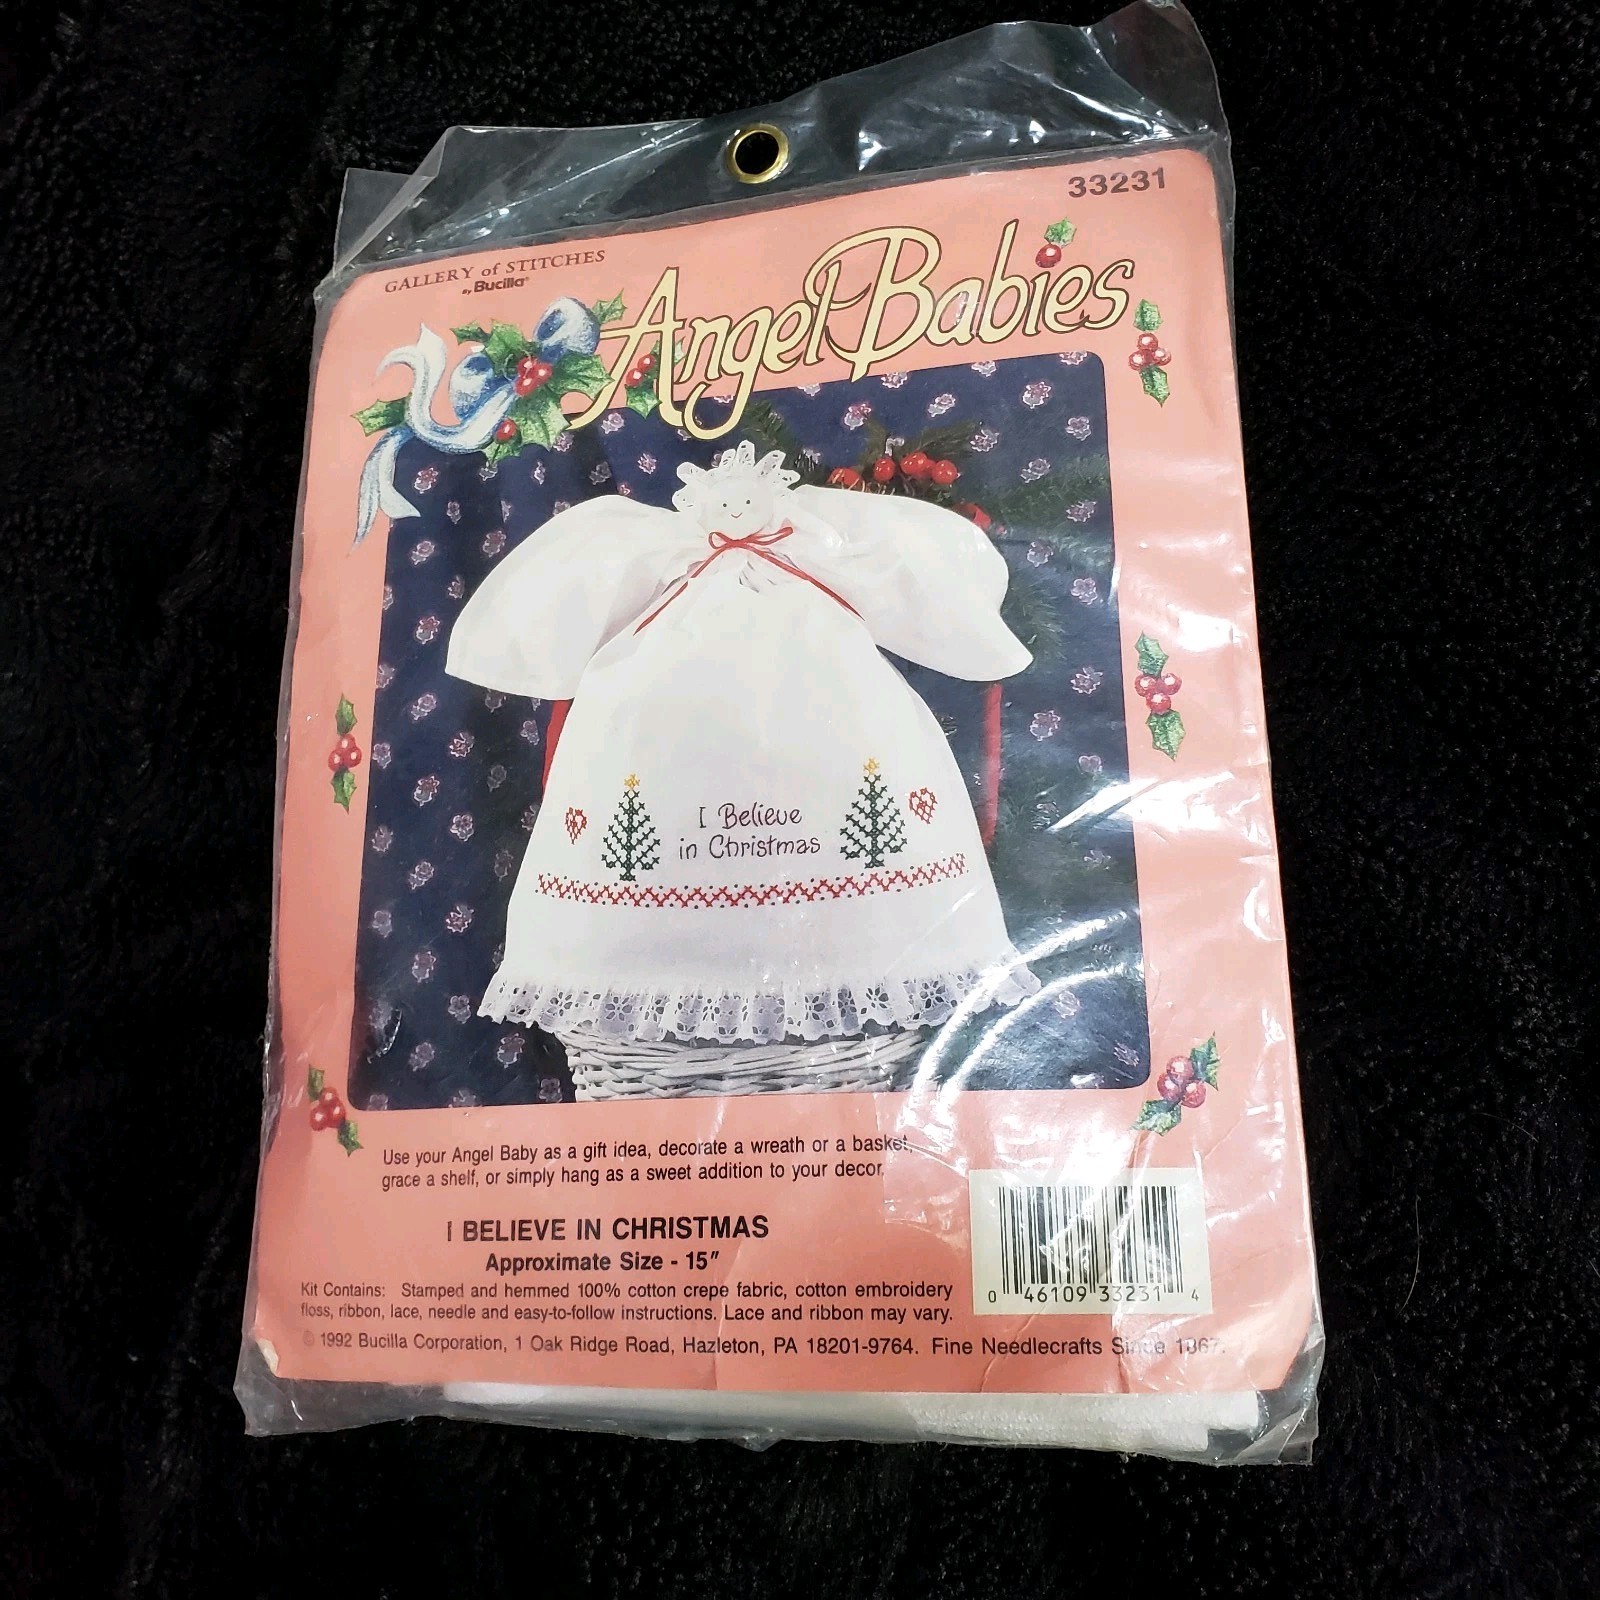 33231
GALLERY of STITCHES
by Bucilla®
Angel Babies
I Believe
in Christmas
Use your Angel Baby as a gift idea, decorate a wreath or a basket,
grace a shelf, or simply hang as a sweet addition to your decor.
I BELIEVE IN CHRISTMAS
Approximate Size - 15"
Kit Contains: Stamped and hemmed 100% cotton crepe fabric, cotton embroidery
floss, ribbon, lace, needle and easy-to-follow instructions. Lace and ribbon may vary.
0 46109 33231 4
© 1992 Bucilla Corporation, 1 Oak Ridge Road, Hazleton, PA 18201-9764. Fine Needlecrafts Since 1867.